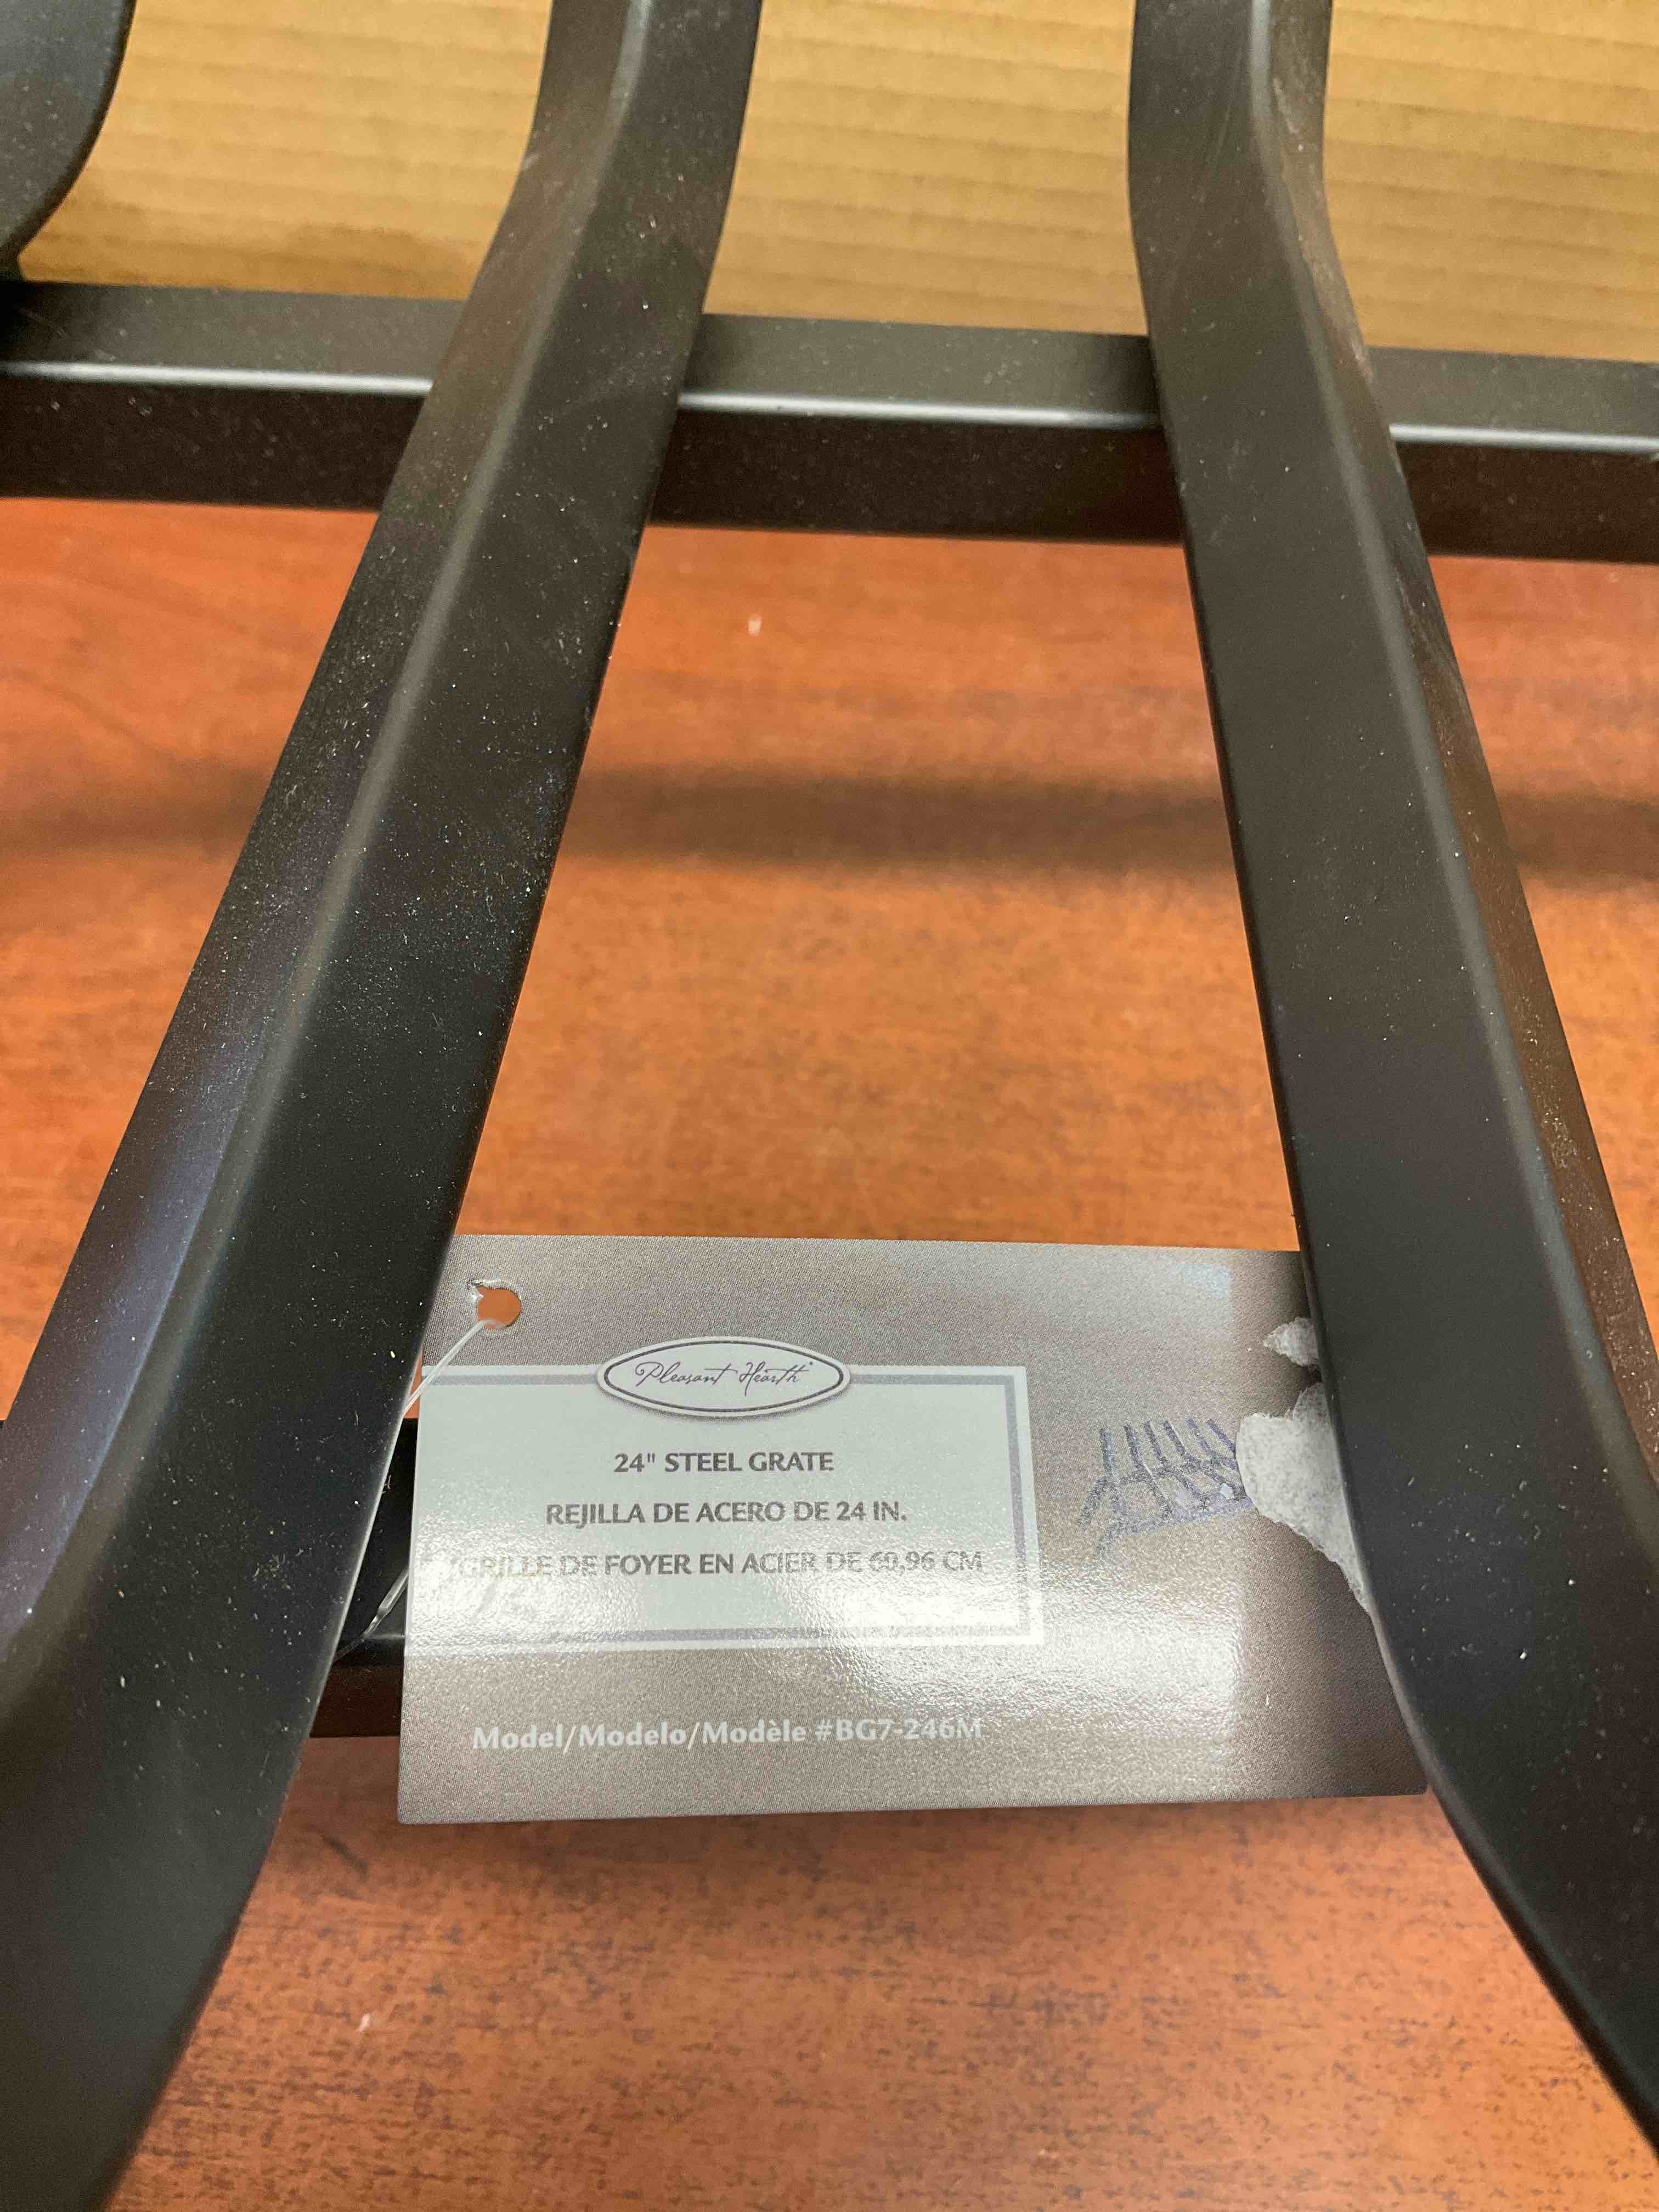 Pleasant Hearth®
24" STEEL GRATE
REJILLA DE ACERO DE 24 IN.
GRILLE DE FOYER EN ACIER DE 60,96 CM
Model/Modelo/Modèle #BG7-246M